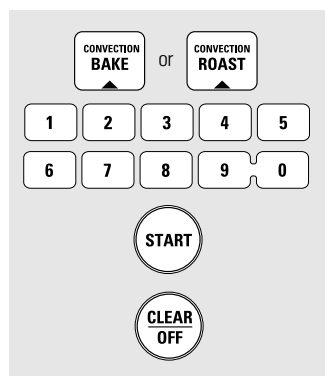 CONVECTION
BAKE
or
CONVECTION
ROAST
1 2 3 4 5
6 7 8 9 0
START
CLEAR
OFF